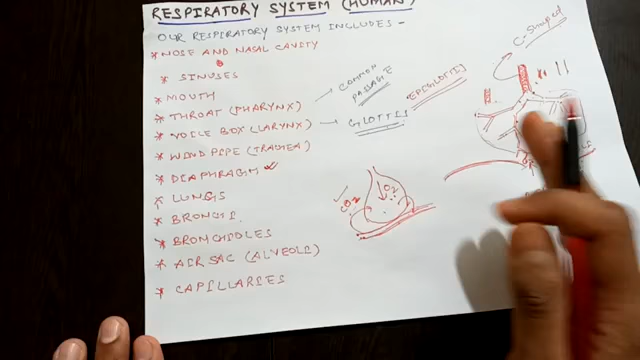 RESPIRATORY SYSTEM (HUMAN)
OUR RESPIRATORY SYSTEM INCLUDES -
* NOSE AND NASAL CAVITY
* SINUSES
* MOUTH
* THROAT (PHARYNX)
COMMON
PASSAGE
* VOICE BOX (LARYNX)
GLOTTIS
EPIGLOTTIS
* WIND PIPE (TRACHEA)
* DIAPHRAGM
* LUNGS
* BRONCHI
* BRONCHIOLES
* AIR SAC (ALVEOLI)
* CAPILLARIES
C-Shaped
CO2
O2